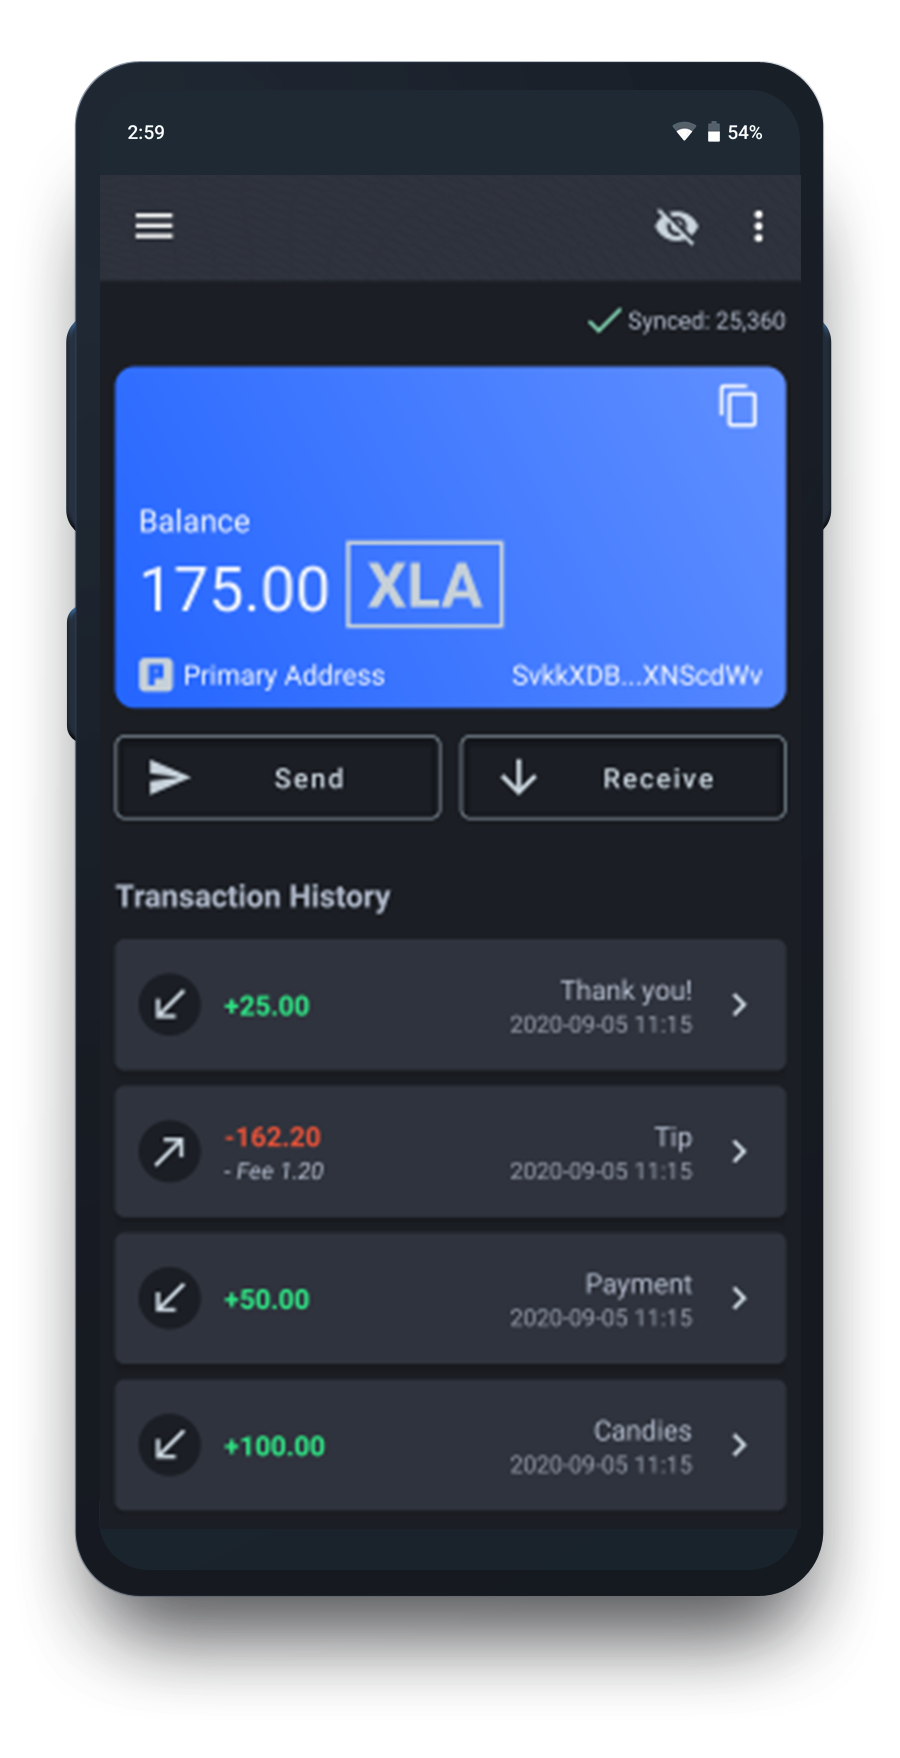 2:59
54%
Synced: 25,360
Balance
175.00 XLA
P Primary Address SvkkXDB...XNScdWv
Send
Receive
Transaction History
+25.00
Thank you!
2020-09-05 11:15
-162.20
- Fee 1.20
Tip
2020-09-05 11:15
+50.00
Payment
2020-09-05 11:15
+100.00
Candies
2020-09-05 11:15